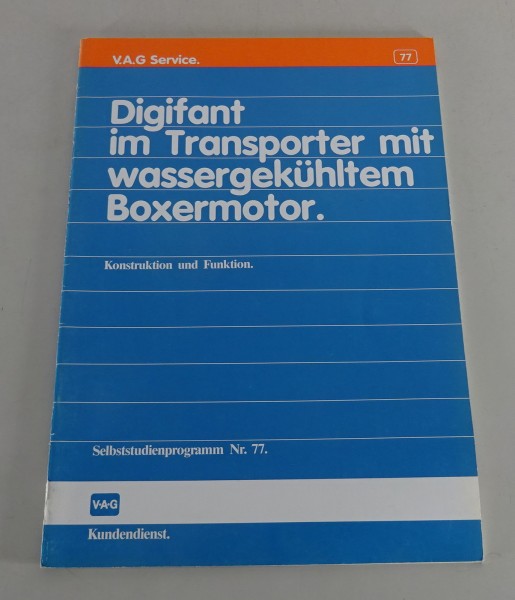 V.A.G Service.
77
Digifant
im Transporter mit
wassergekühltem
Boxermotor.
Konstruktion und Funktion.
Selbststudienprogramm Nr. 77.
V·A·G
Kundendienst.